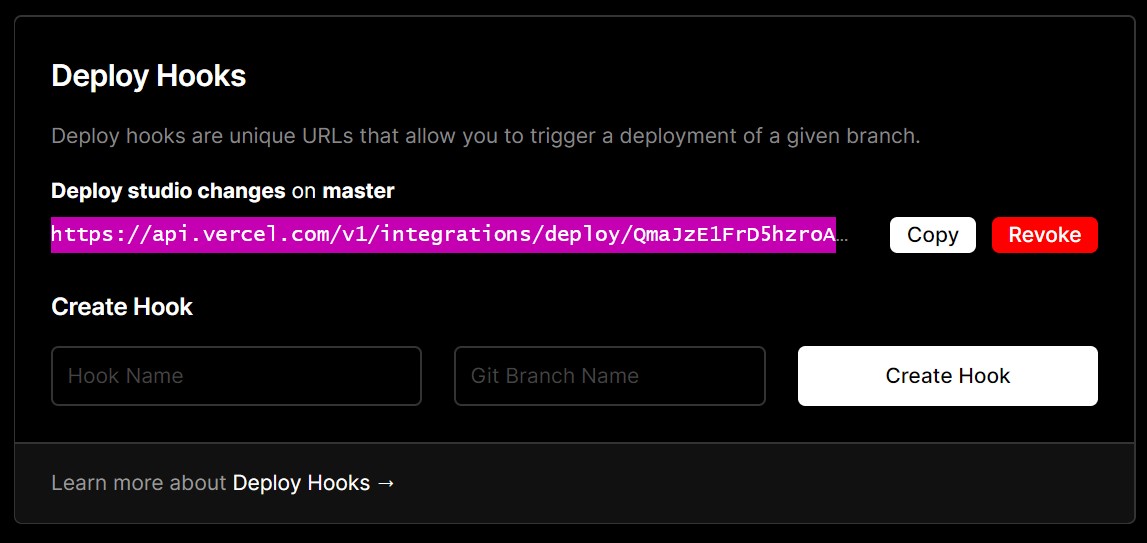 Deploy Hooks
Deploy hooks are unique URLs that allow you to trigger a deployment of a given branch.
Deploy studio changes on master
https://api.vercel.com/v1/integrations/deploy/QmaJzE1FrD5hzroA... Copy Revoke
Create Hook
Hook Name Git Branch Name Create Hook
Learn more about Deploy Hooks →